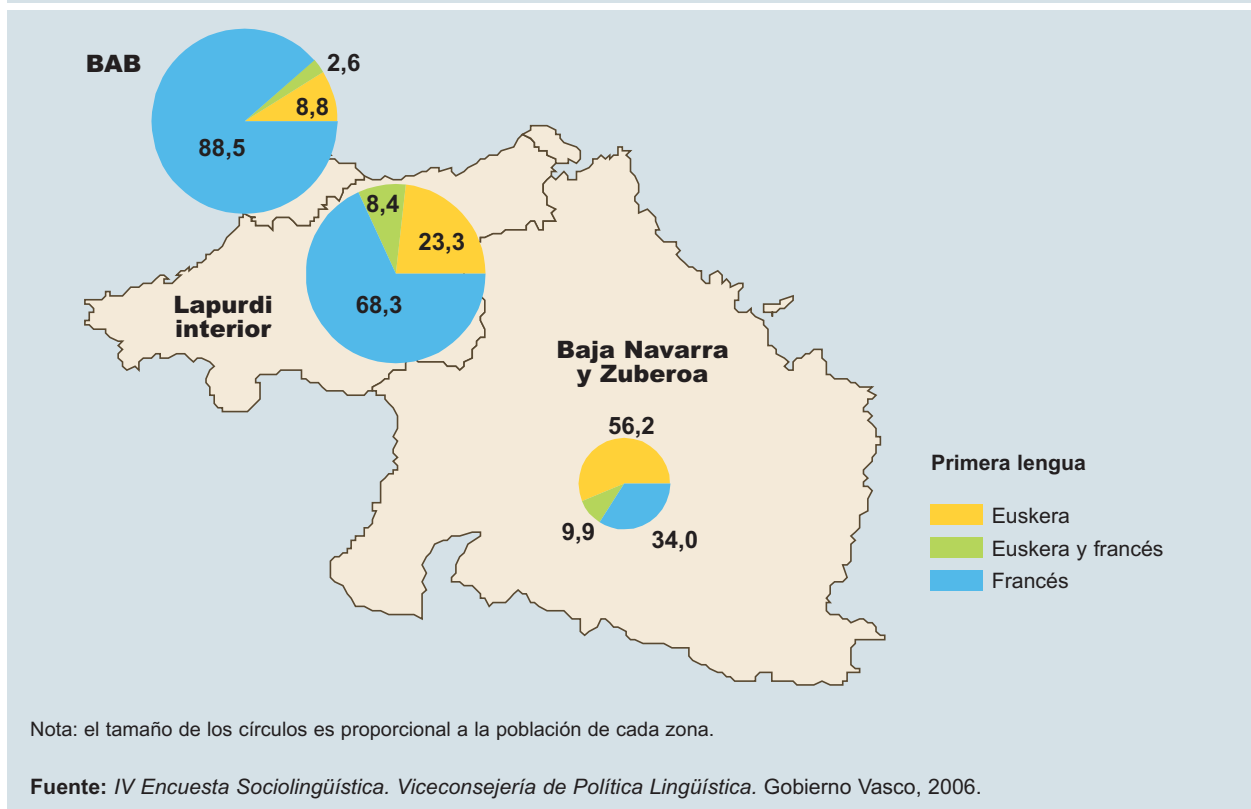 BAB
2,6
8,8
88,5
8,4
23,3
68,3
Lapurdi
interior
Baja Navarra
y Zuberoa
56,2
9,9
34,0
Primera lengua
Euskera
Euskera y francés
Francés
Nota: el tamaño de los círculos es proporcional a la población de cada zona.
Fuente: IV Encuesta Sociolingüística. Viceconsejería de Política Lingüística. Gobierno Vasco, 2006.